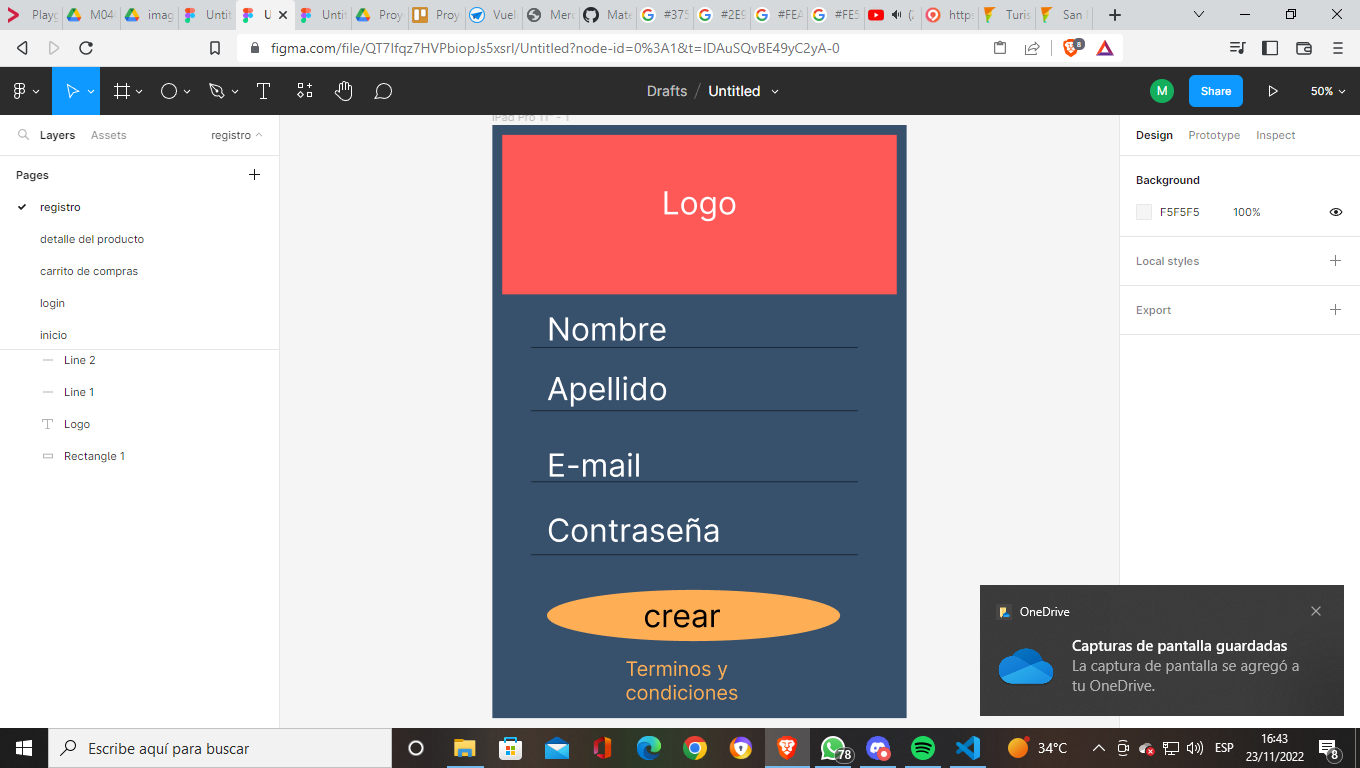 Play
M04
imag
Untit
U
Untit
Proy
Proy
Vuel
Merc
Mate
#375
#2E9
#FEA
#FE5
(
https
Turis
San
figma.com/file/QT7Ifqz7HVPbiopJs5xsrI/Untitled?node-id=0%3A1&t=IDAuSQvBE49yC2yA-0
8
Drafts / Untitled
M
Share
50%
Layers Assets registro
Pages
registro
detalle del producto
carrito de compras
login
inicio
Line 2
Line 1
Logo
Rectangle 1
iPad Pro 11" - 1
Logo
Nombre
Apellido
E-mail
Contraseña
crear
Terminos y
condiciones
Design Prototype Inspect
Background
F5F5F5 100%
Local styles
Export
OneDrive
Capturas de pantalla guardadas
La captura de pantalla se agregó a
tu OneDrive.
Escribe aquí para buscar
78
34°C
ESP
16:43
23/11/2022
8